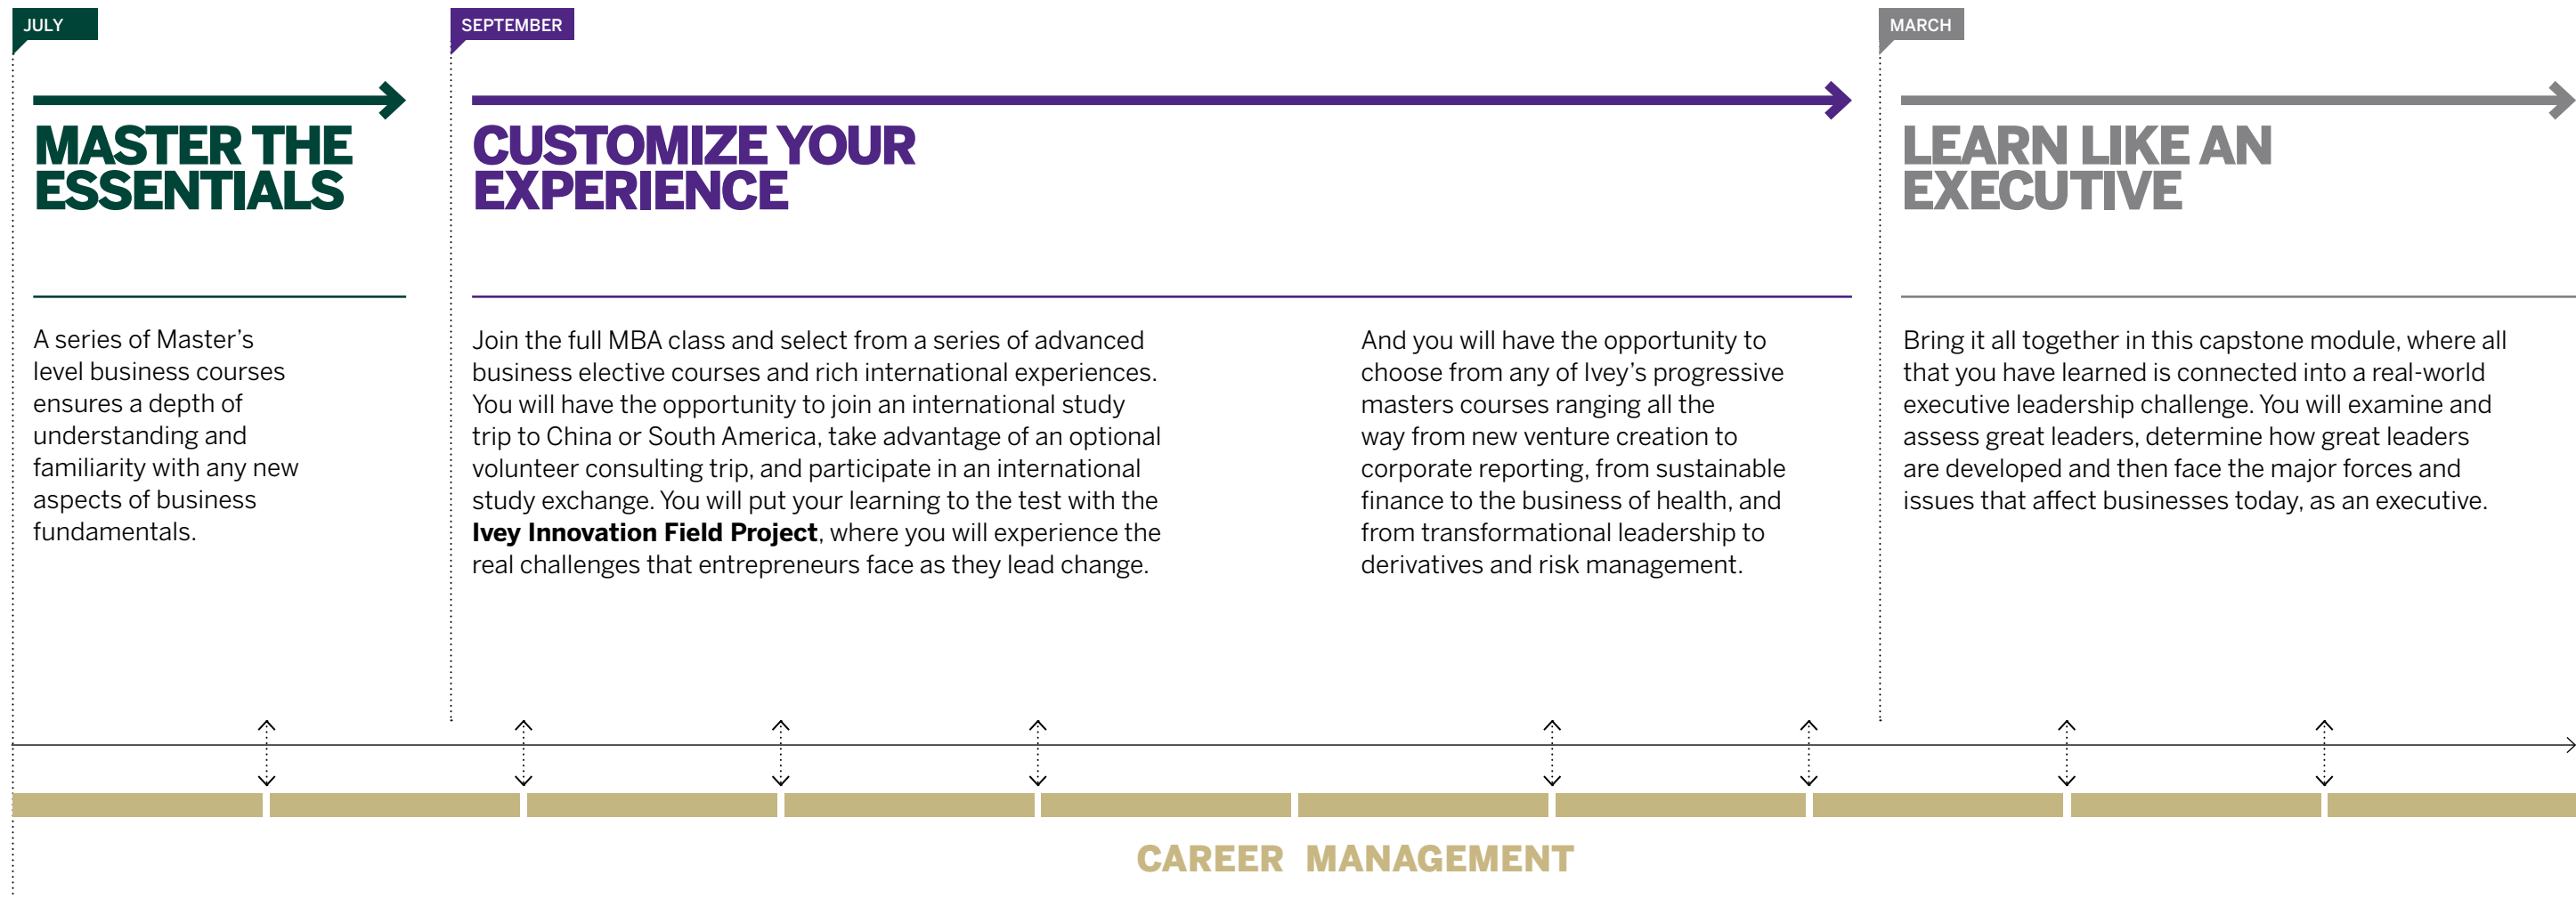 JULY
MASTER THE
ESSENTIALS
A series of Master’s
level business courses
ensures a depth of
understanding and
familiarity with any new
aspects of business
fundamentals.
SEPTEMBER
CUSTOMIZE YOUR
EXPERIENCE
Join the full MBA class and select from a series of advanced
business elective courses and rich international experiences.
You will have the opportunity to join an international study
trip to China or South America, take advantage of an optional
volunteer consulting trip, and participate in an international
study exchange. You will put your learning to the test with the
Ivey Innovation Field Project, where you will experience the
real challenges that entrepreneurs face as they lead change.
And you will have the opportunity to
choose from any of Ivey’s progressive
masters courses ranging all the
way from new venture creation to
corporate reporting, from sustainable
finance to the business of health, and
from transformational leadership to
derivatives and risk management.
MARCH
LEARN LIKE AN
EXECUTIVE
Bring it all together in this capstone module, where all
that you have learned is connected into a real-world
executive leadership challenge. You will examine and
assess great leaders, determine how great leaders
are developed and then face the major forces and
issues that affect businesses today, as an executive.
CAREER MANAGEMENT